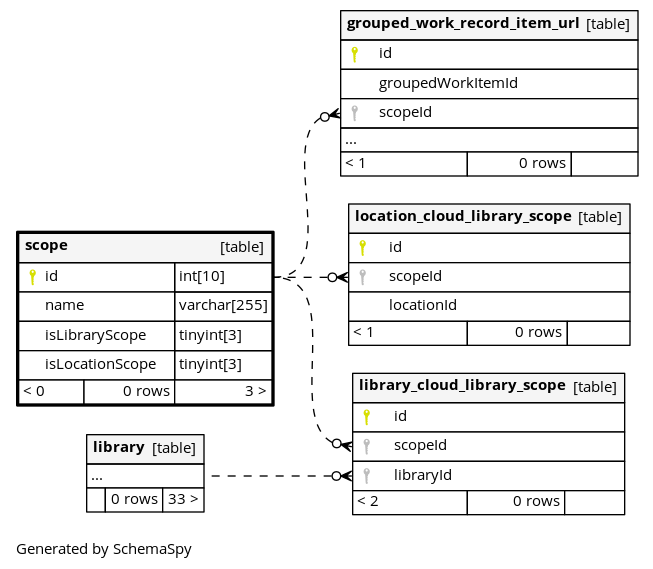 grouped_work_record_item_url [table]
id
groupedWorkItemId
scopeId
...
< 1 0 rows
location_cloud_library_scope [table]
id
scopeId
locationId
< 1 0 rows
scope [table]
id int[10]
name varchar[255]
isLibraryScope tinyint[3]
isLocationScope tinyint[3]
< 0 0 rows 3 >
library_cloud_library_scope [table]
id
scopeId
libraryId
< 2 0 rows
library [table]
...
0 rows 33 >
Generated by SchemaSpy